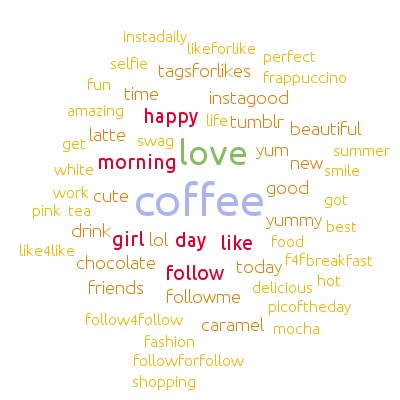 instadaily
likeforlike
perfect
selfie
tagsforlikes
frappuccino
fun
time
instagood
amazing
happy
life
tumblr
beautiful
get
latte
swag
love
yum
summer
white
morning
new
smile
work
cute
coffee
good
got
pink
tea
yummy
best
drink
girl
lol
day
like
food
like4like
chocolate
follow
today
f4f
breakfast
friends
followme
delicious
hot
picoftheday
follow4follow
caramel
mocha
fashion
followforfollow
shopping